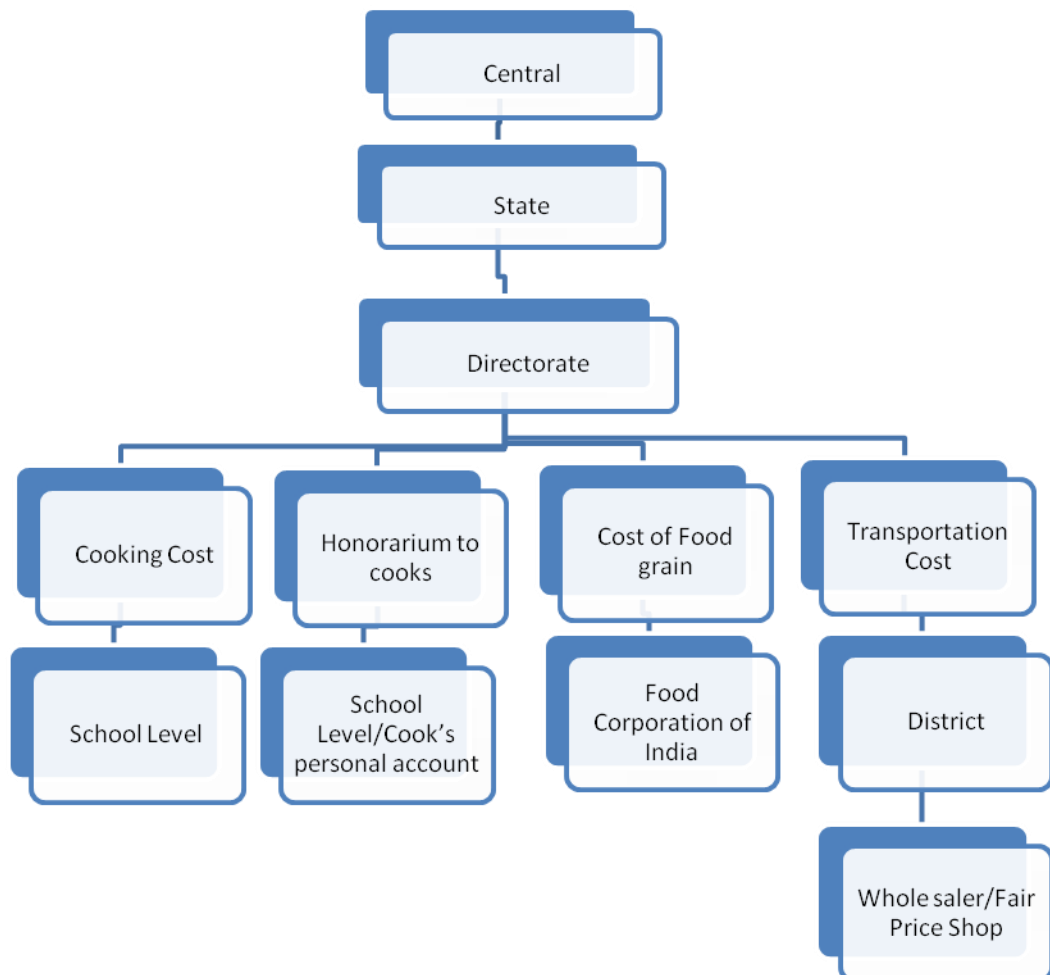 Central
State
Directorate
Cooking Cost
Honorarium to
cooks
Cost of Food
grain
Transportation
Cost
School Level
School
Level/Cook’s
personal account
Food
Corporation of
India
District
Whole saler/Fair
Price Shop